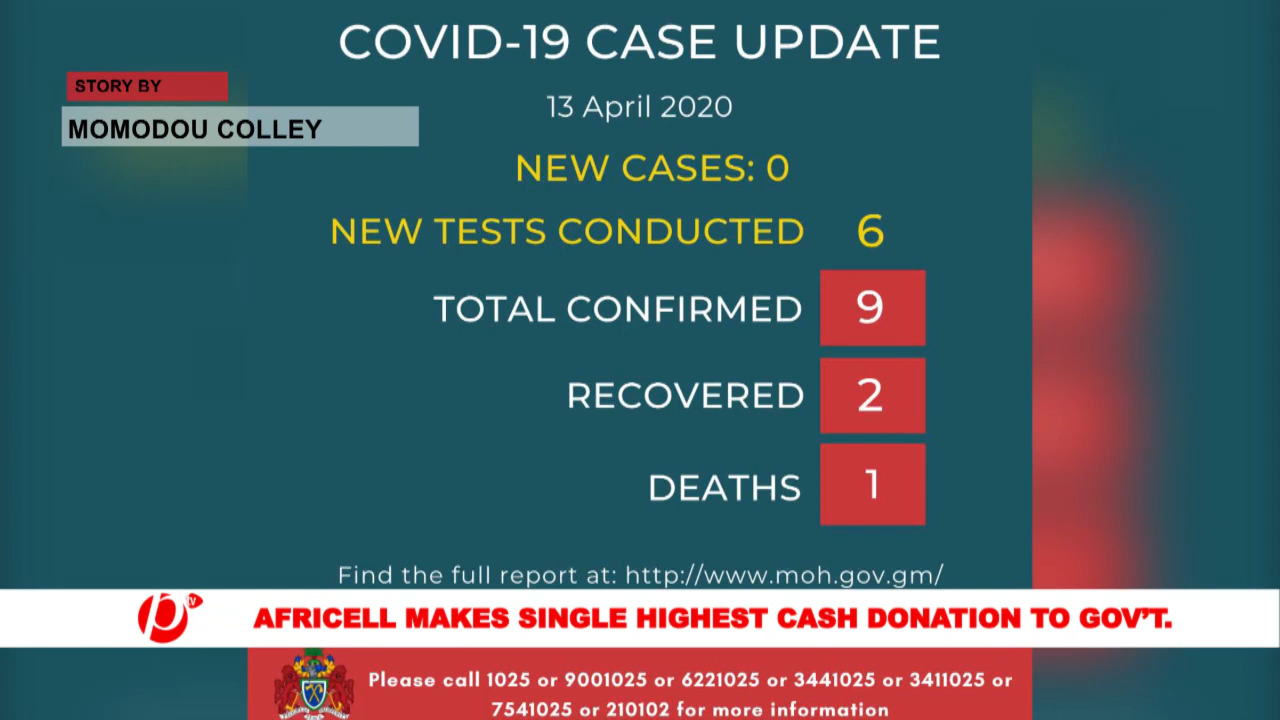 COVID-19 CASE UPDATE
STORY BY
MOMODOU COLLEY
13 April 2020
NEW CASES: 0
NEW TESTS CONDUCTED 6
TOTAL CONFIRMED 9
RECOVERED 2
DEATHS 1
Find the full report at: http://www.moh.gov.gm/
P tv
AFRICELL MAKES SINGLE HIGHEST CASH DONATION TO GOV'T.
Please call 1025 or 9001025 or 6221025 or 3441025 or 3411025 or
7541025 or 210102 for more information